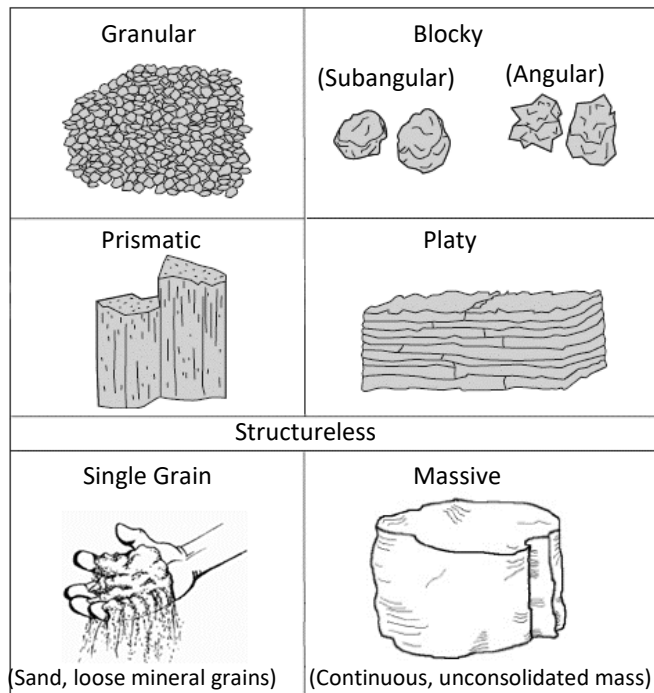 Granular
Blocky
(Subangular)
(Angular)
Prismatic
Platy
Structureless
Single Grain
Massive
(Sand, loose mineral grains)
(Continuous, unconsolidated mass)